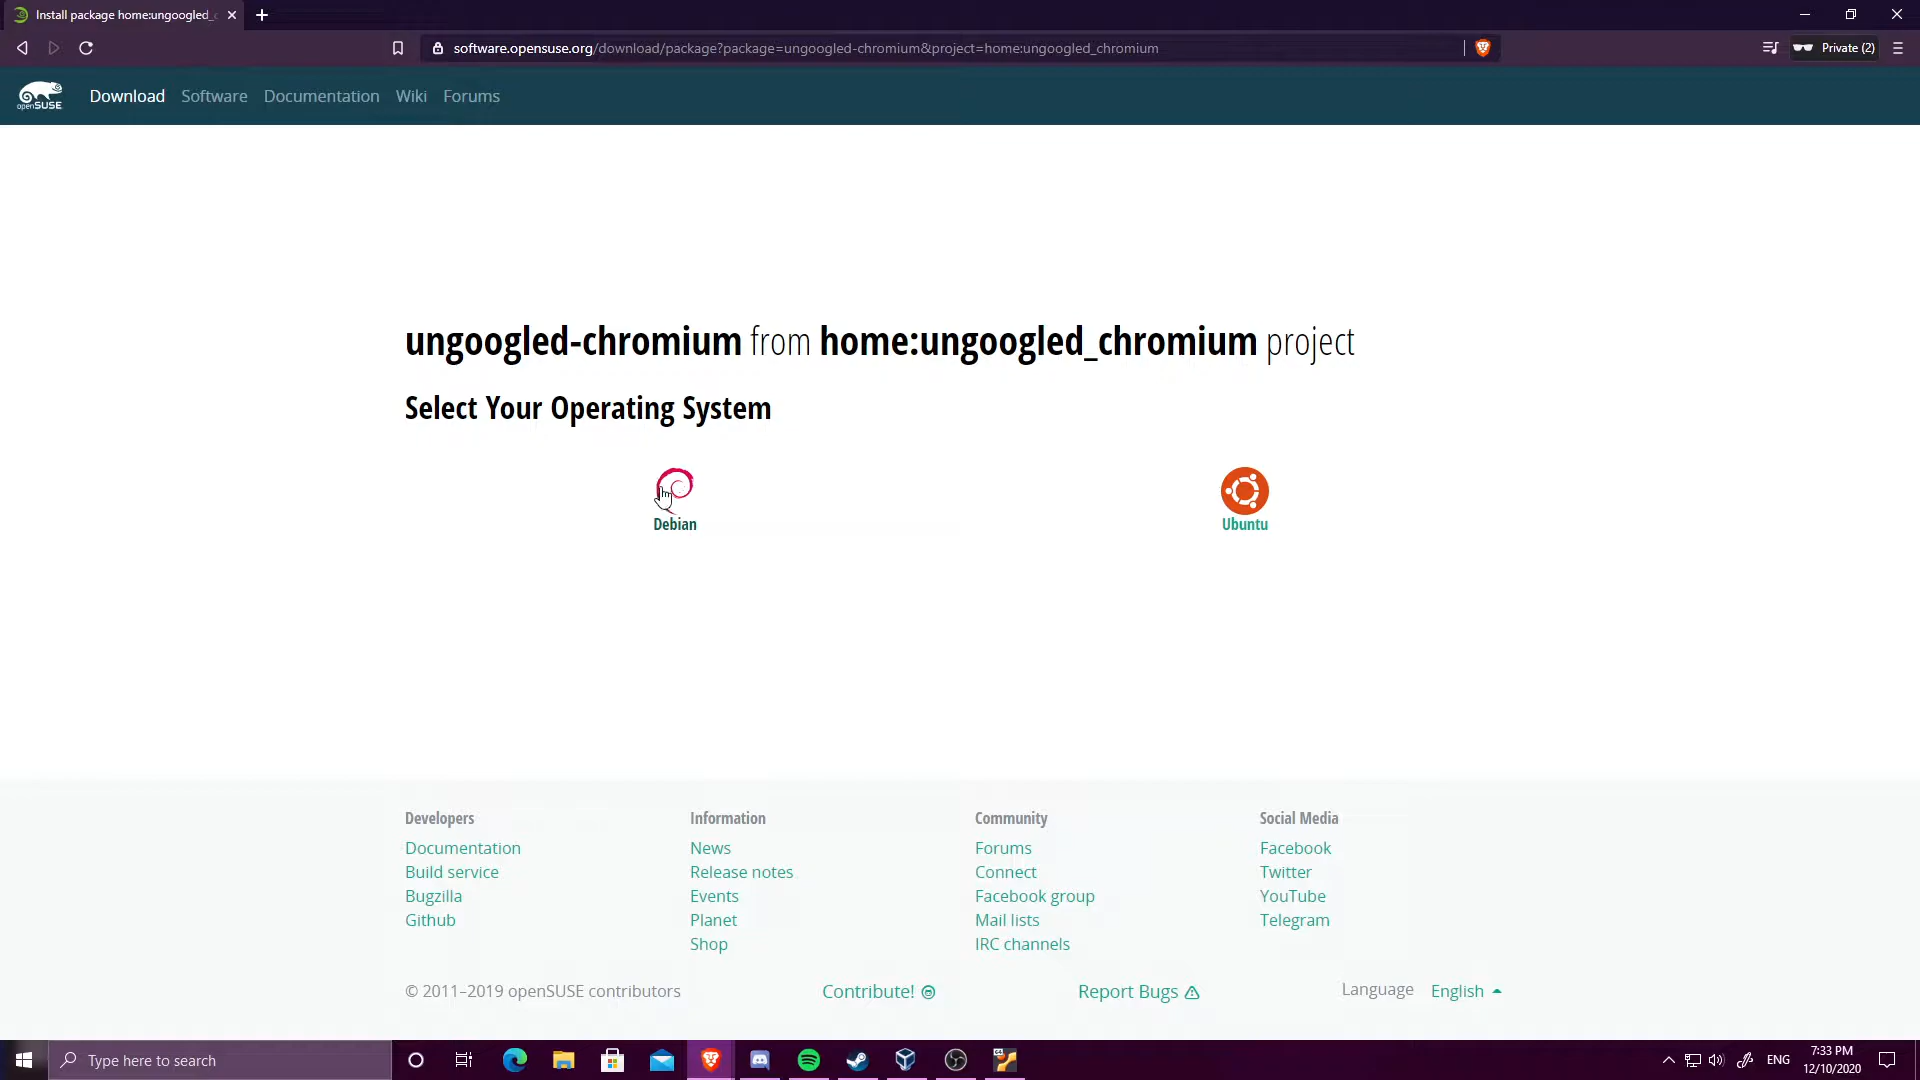 Install package home:ungoogled_
software.opensuse.org/download/package?package=ungoogled-chromium&project=home:ungoogled_chromium
Private (2)
openSUSE
Download Software Documentation Wiki Forums
ungoogled-chromium from home:ungoogled_chromium project
Select Your Operating System
Debian
Ubuntu
Developers Information Community Social Media
Documentation News Forums Facebook
Build service Release notes Connect Twitter
Bugzilla Events Facebook group YouTube
Github Planet Mail lists Telegram
Shop IRC channels
© 2011–2019 openSUSE contributors Contribute! Report Bugs Language English
Type here to search
ENG
7:33 PM
12/10/2020